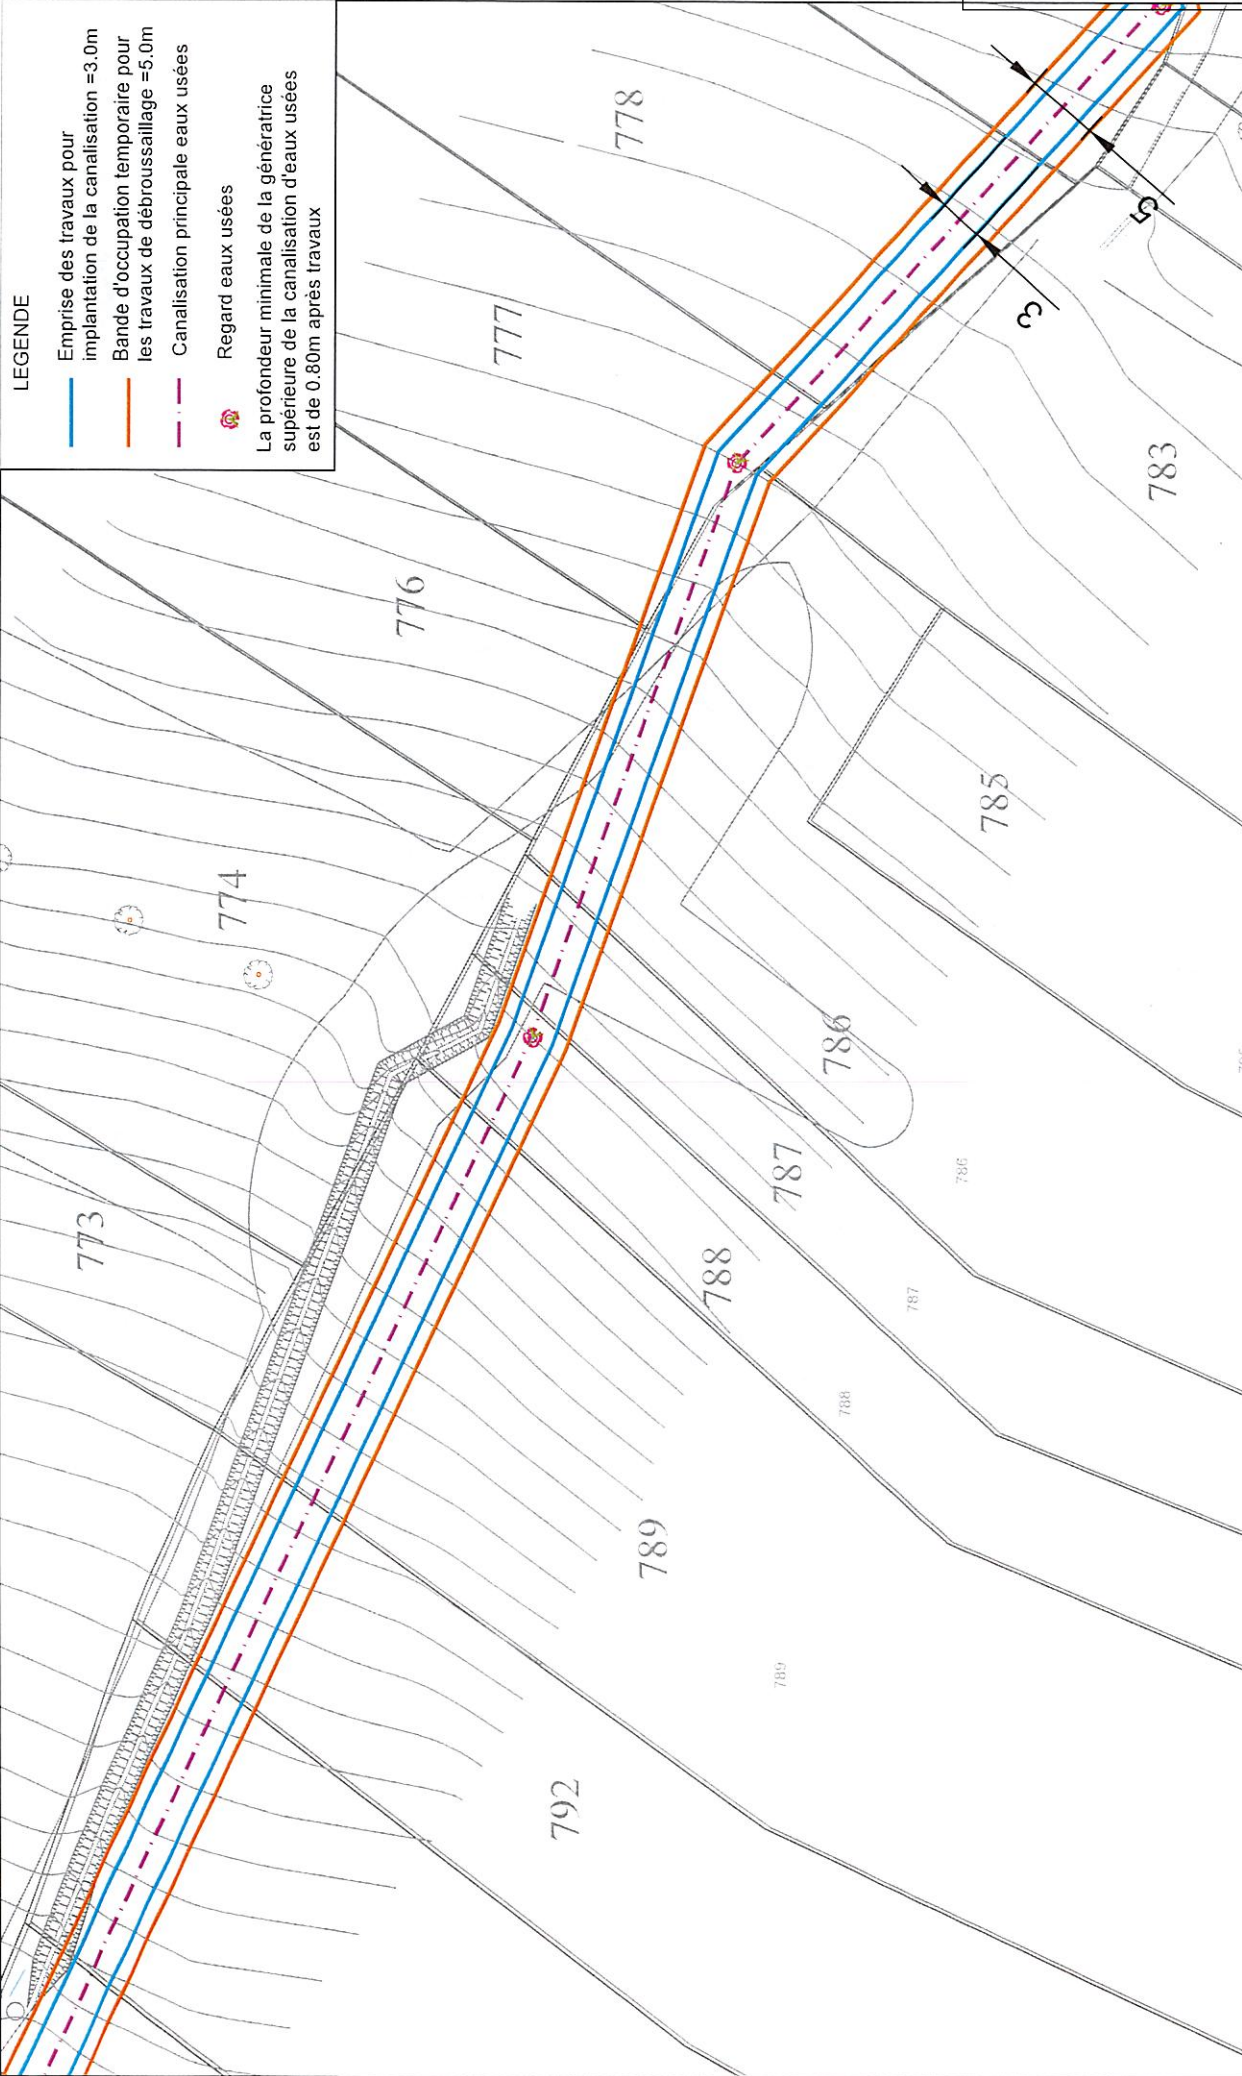 LEGENDE
Emprise des travaux pour
implantation de la canalisation =3.0m
Bande d'occupation temporaire pour
les travaux de débroussaillage =5.0m
Canalisation principale eaux usées
Regard eaux usées
La profondeur minimale de la génératrice
supérieure de la canalisation d'eaux usées
est de 0.80m après travaux
773
774
776
777
778
792
789
788
787
786
785
783
789
788
787
786
3
5